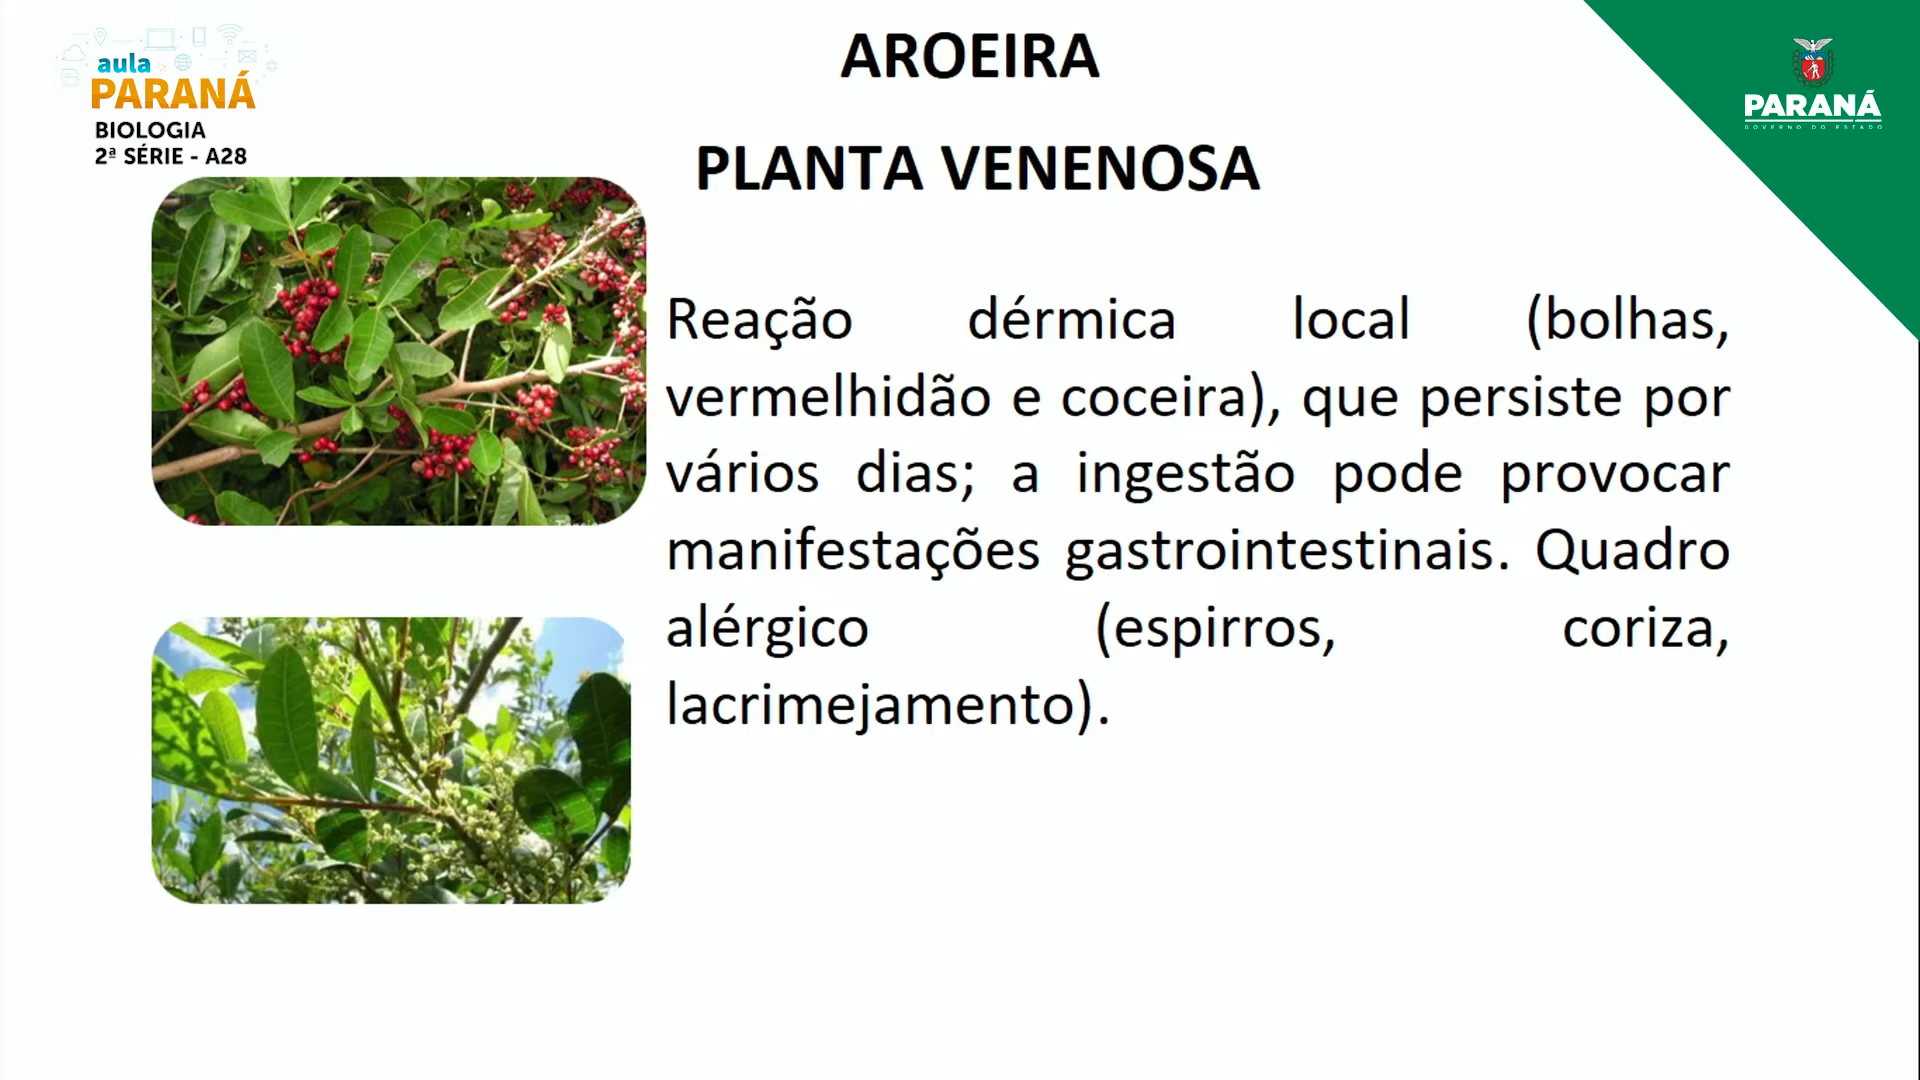 AROEIRA
aula
PARANÁ
BIOLOGIA
2ª SÉRIE - A28
PARANÁ
GOVERNO DO ESTADO
PLANTA VENENOSA
Reação dérmica local (bolhas,
vermelhidão e coceira), que persiste por
vários dias; a ingestão pode provocar
manifestações gastrointestinais. Quadro
alérgico (espirros, coriza,
lacrimejamento).